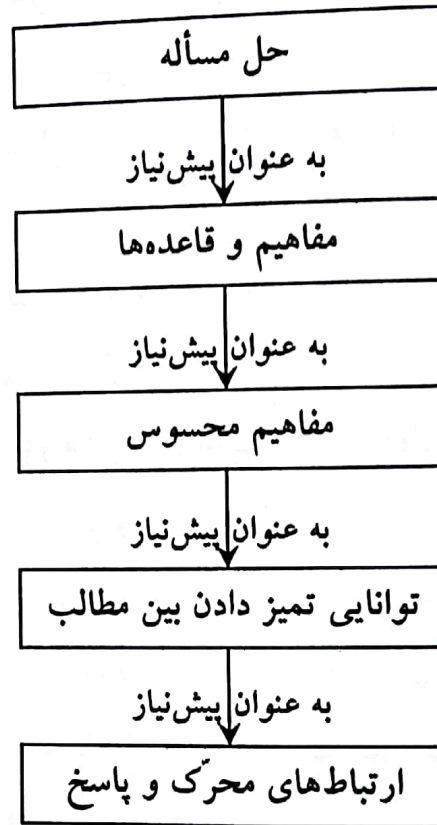 حل مسأله
به عنوان پیش‌نیاز
مفاهیم و قاعده‌ها
به عنوان پیش‌نیاز
مفاهیم محسوس
به عنوان پیش‌نیاز
توانایی تمیز دادن بین مطالب
به عنوان پیش‌نیاز
ارتباط‌های محرّک و پاسخ